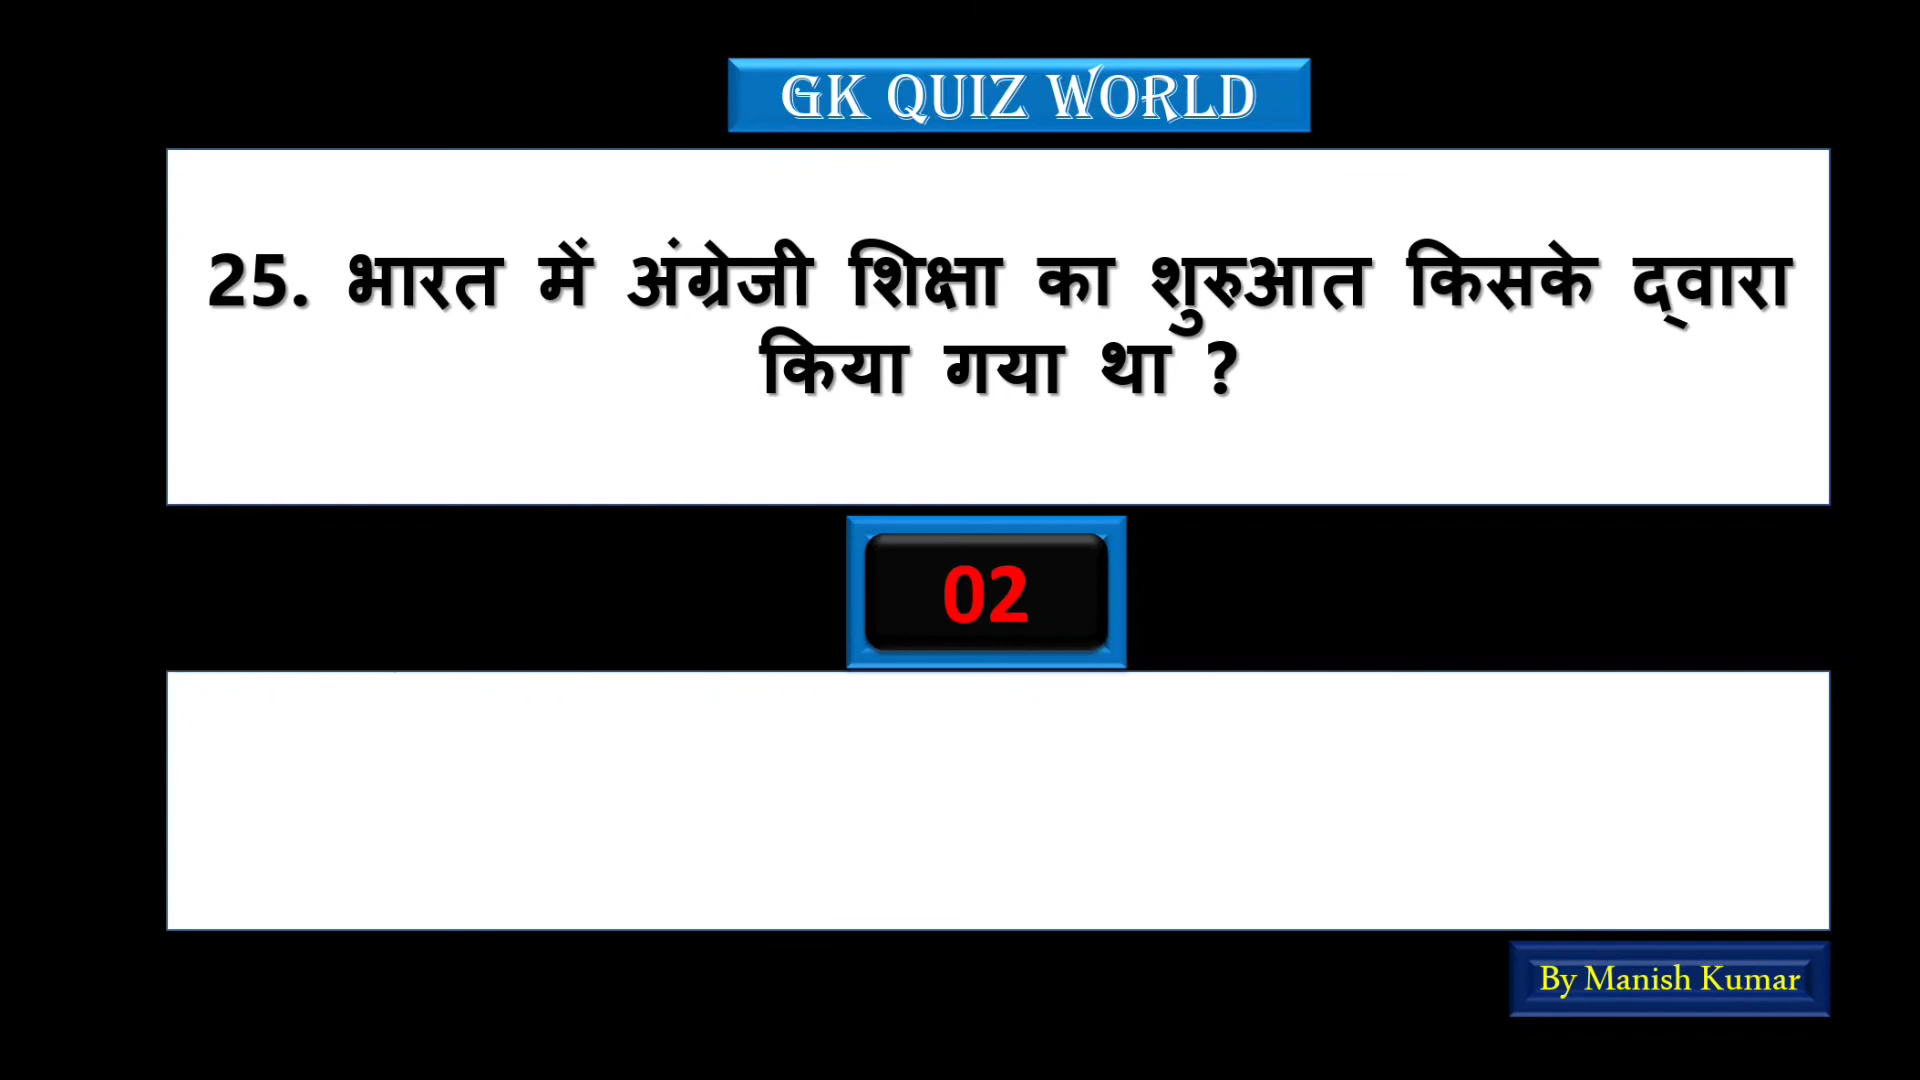 GK QUIZ WORLD
25. भारत में अंग्रेजी शिक्षा का शुरुआत किसके द्वारा
किया गया था ?
02
By Manish Kumar